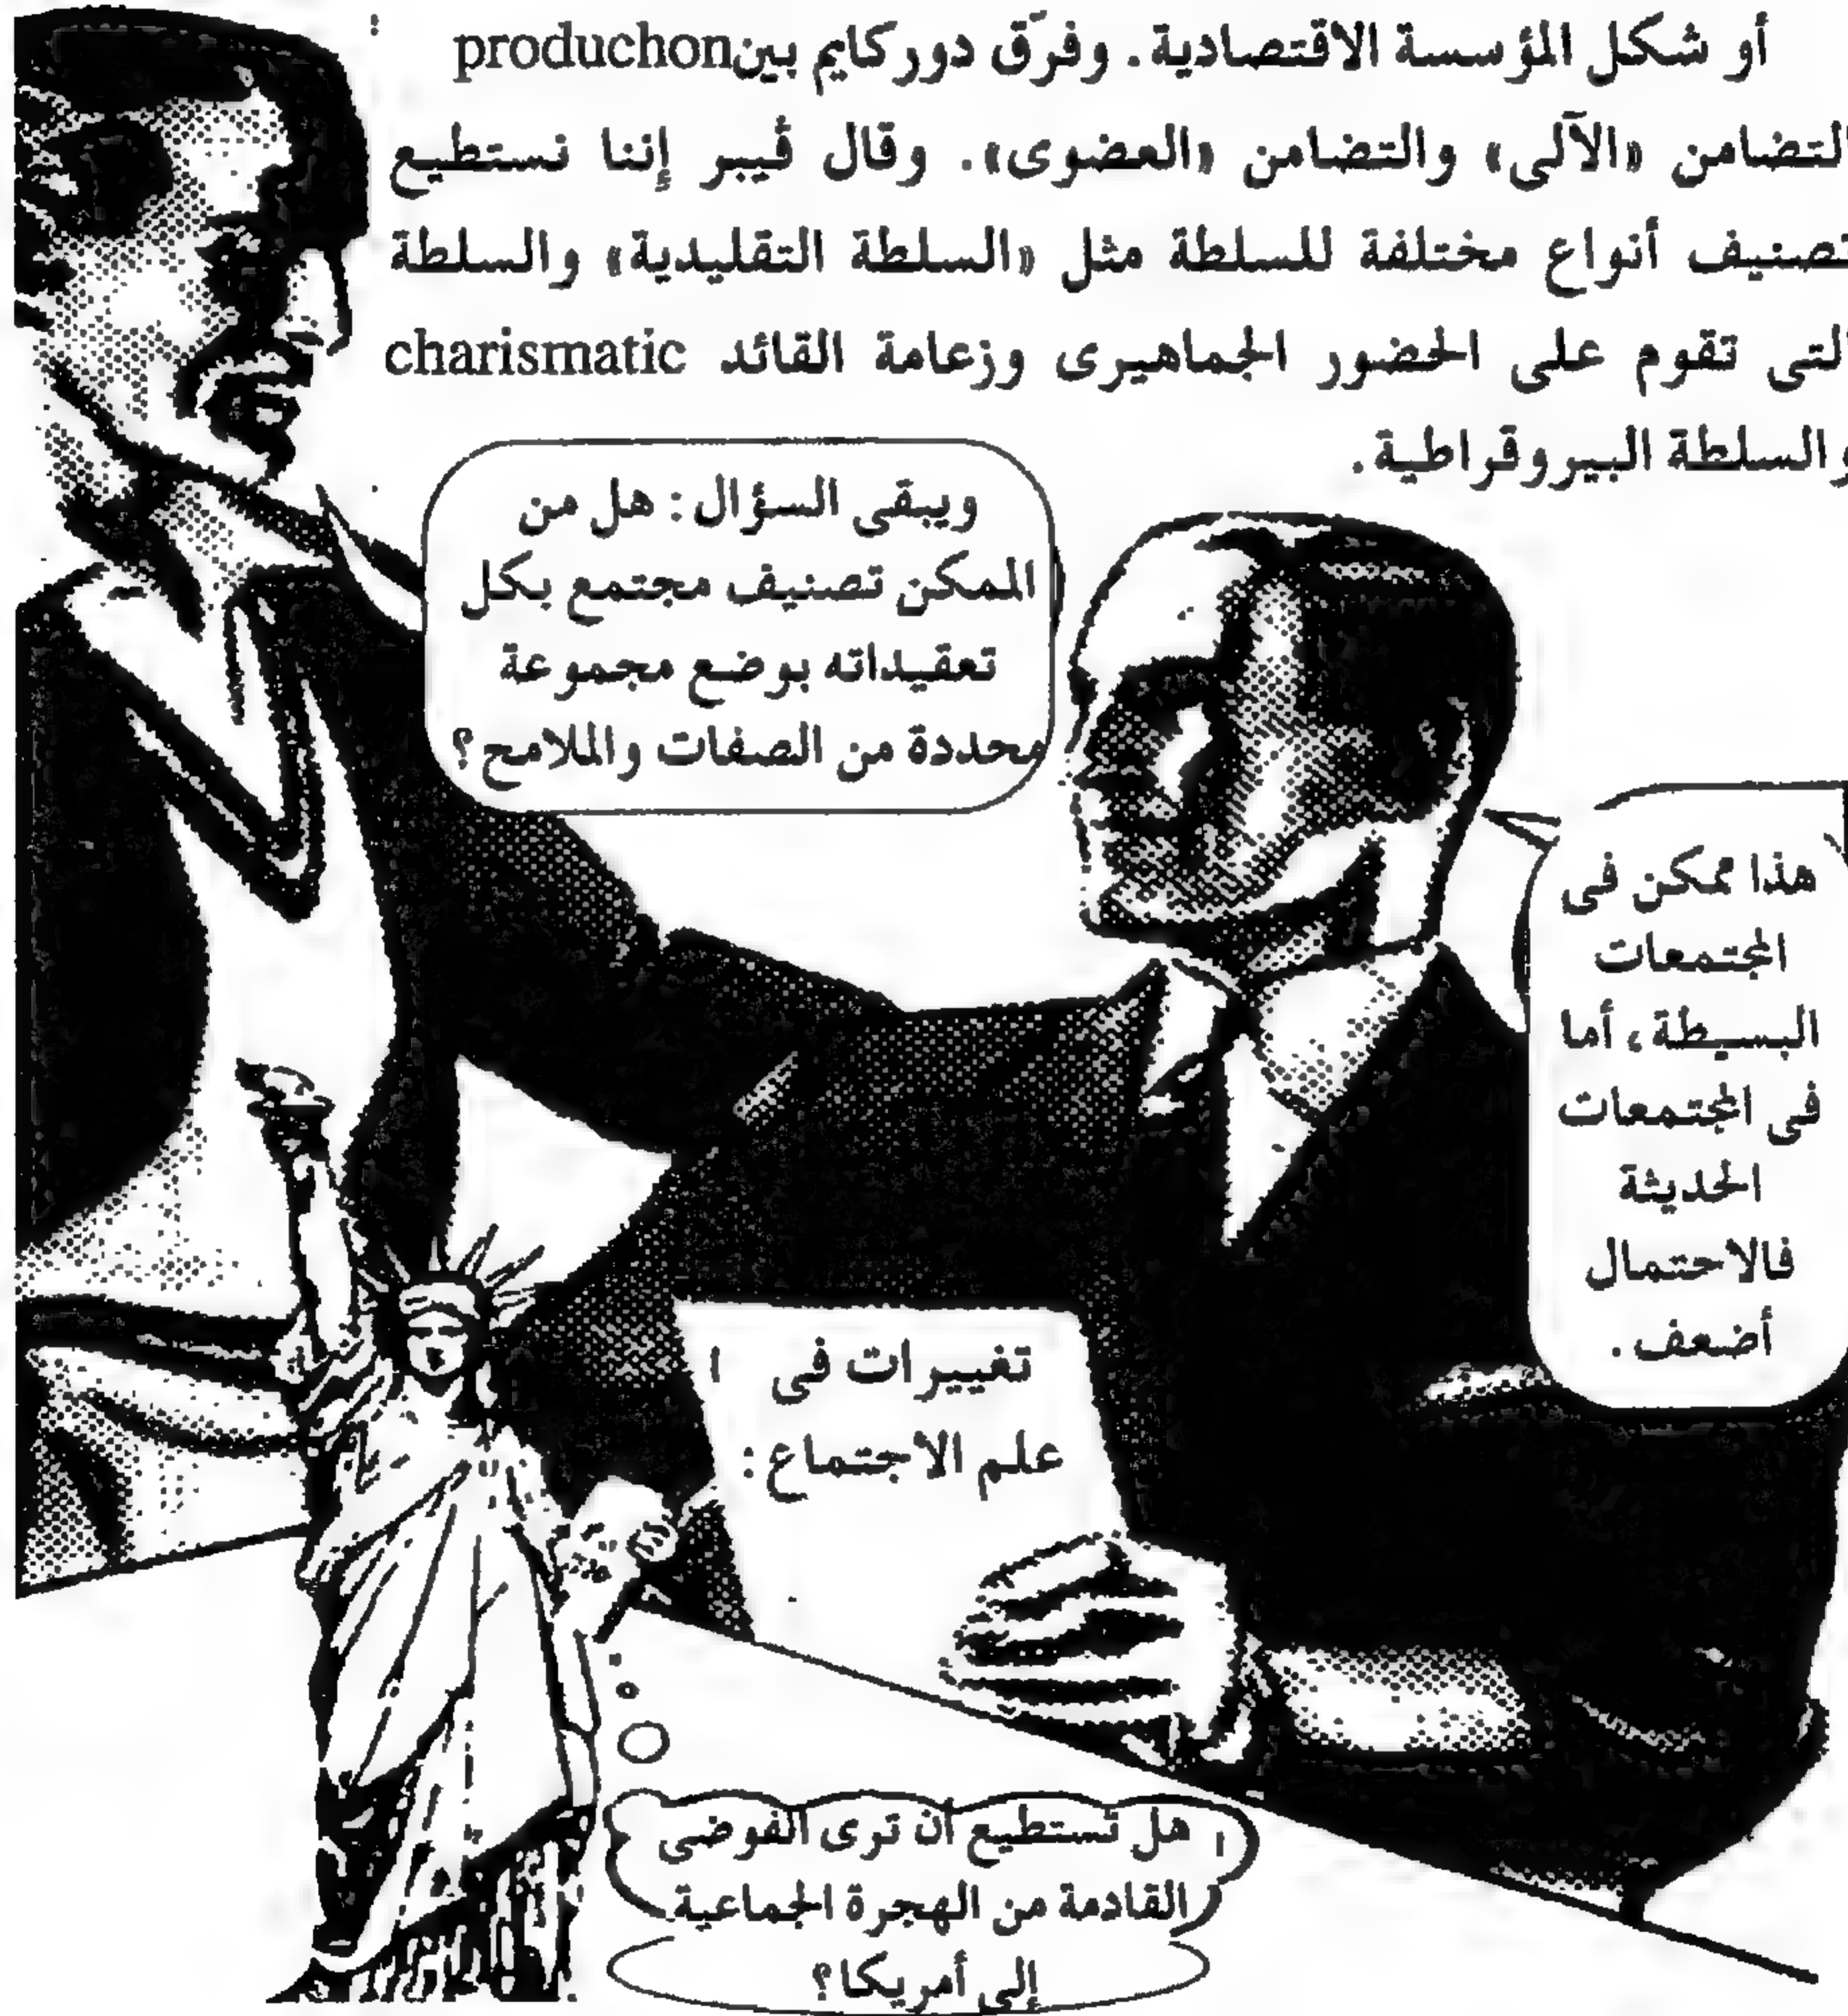 أو شكل المؤسسة الاقتصادية. وفرّق دوركايم بين produchon
التضامن «الآلى» والتضامن «العضوى». وقال ڤيبر إننا نستطيع
تصنيف أنواع مختلفة للسلطة مثل «السلطة التقليدية» والسلطة
التى تقوم على الحضور الجماهيرى وزعامة القائد charismatic
والسلطة البيروقراطية.
ويبقى السؤال: هل من
الممكن تصنيف مجتمع بكل
تعقيداته بوضع مجموعة
محددة من الصفات والملامح؟
هذا ممكن فى
المجتمعات
البسيطة، أما
فى المجتمعات
الحديثة
فالاحتمال
أضعف.
تغييرات فى
علم الاجتماع:
هل تستطيع أن ترى الفوضى
القادمة من الهجرة الجماعية
إلى أمريكا؟